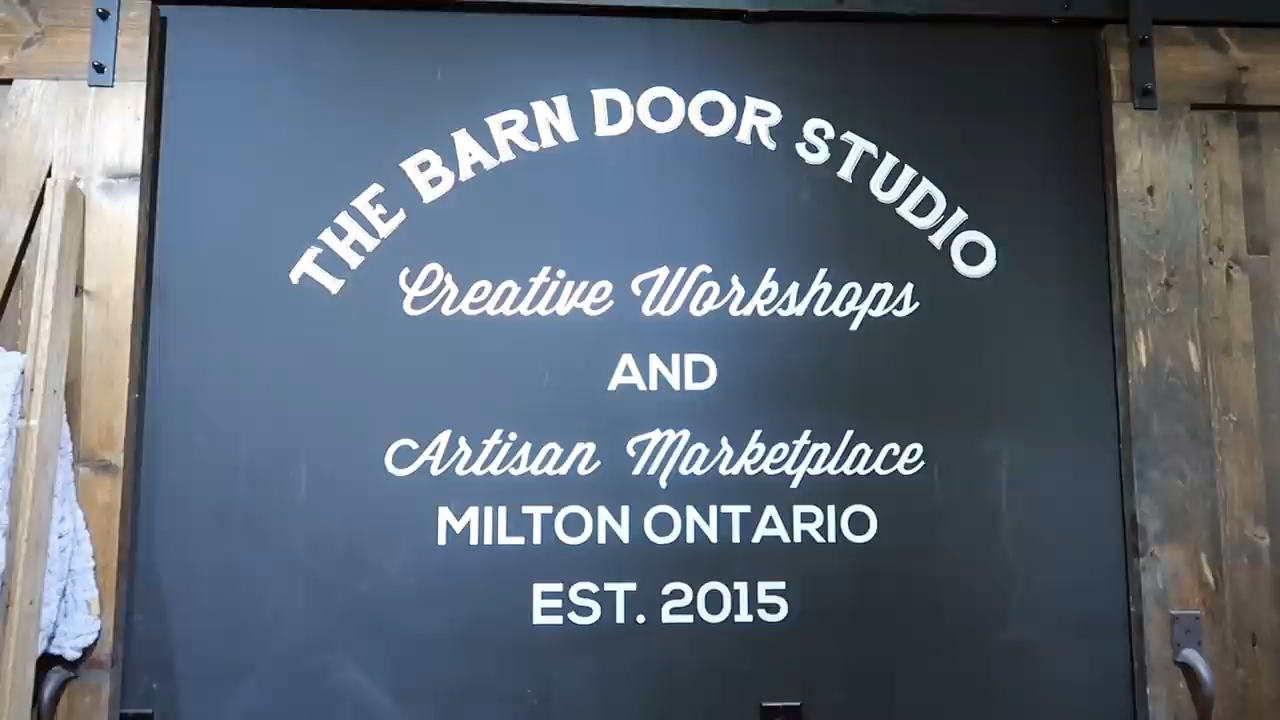 THE BARN DOOR STUDIO
Creative Workshops
AND
Artisan Marketplace
MILTON ONTARIO
EST. 2015